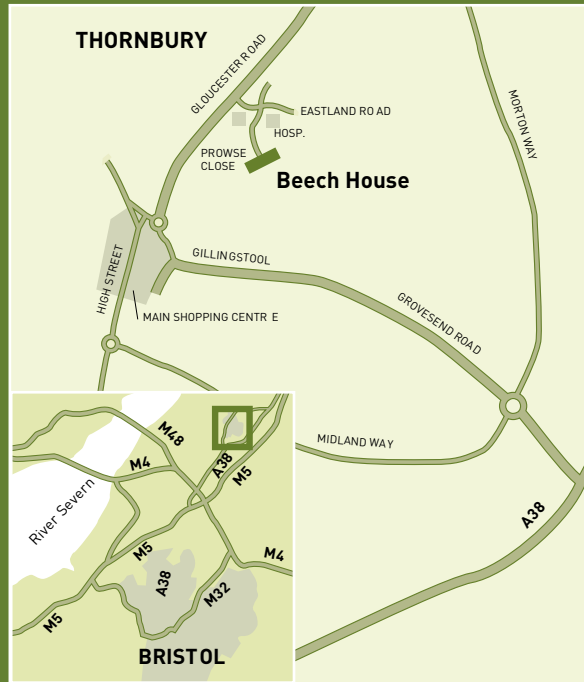 THORNBURY
GLOUCESTER ROAD
MORTON WAY
EASTLAND ROAD
HOSP.
PROWSE
CLOSE
Beech House
GILLINGSTOOL
HIGH STREET
MAIN SHOPPING CENTR E
GROVESEND ROAD
MIDLAND WAY
A38
M48
M4
A38
M5
River Severn
M5
M4
A38
M32
M5
BRISTOL